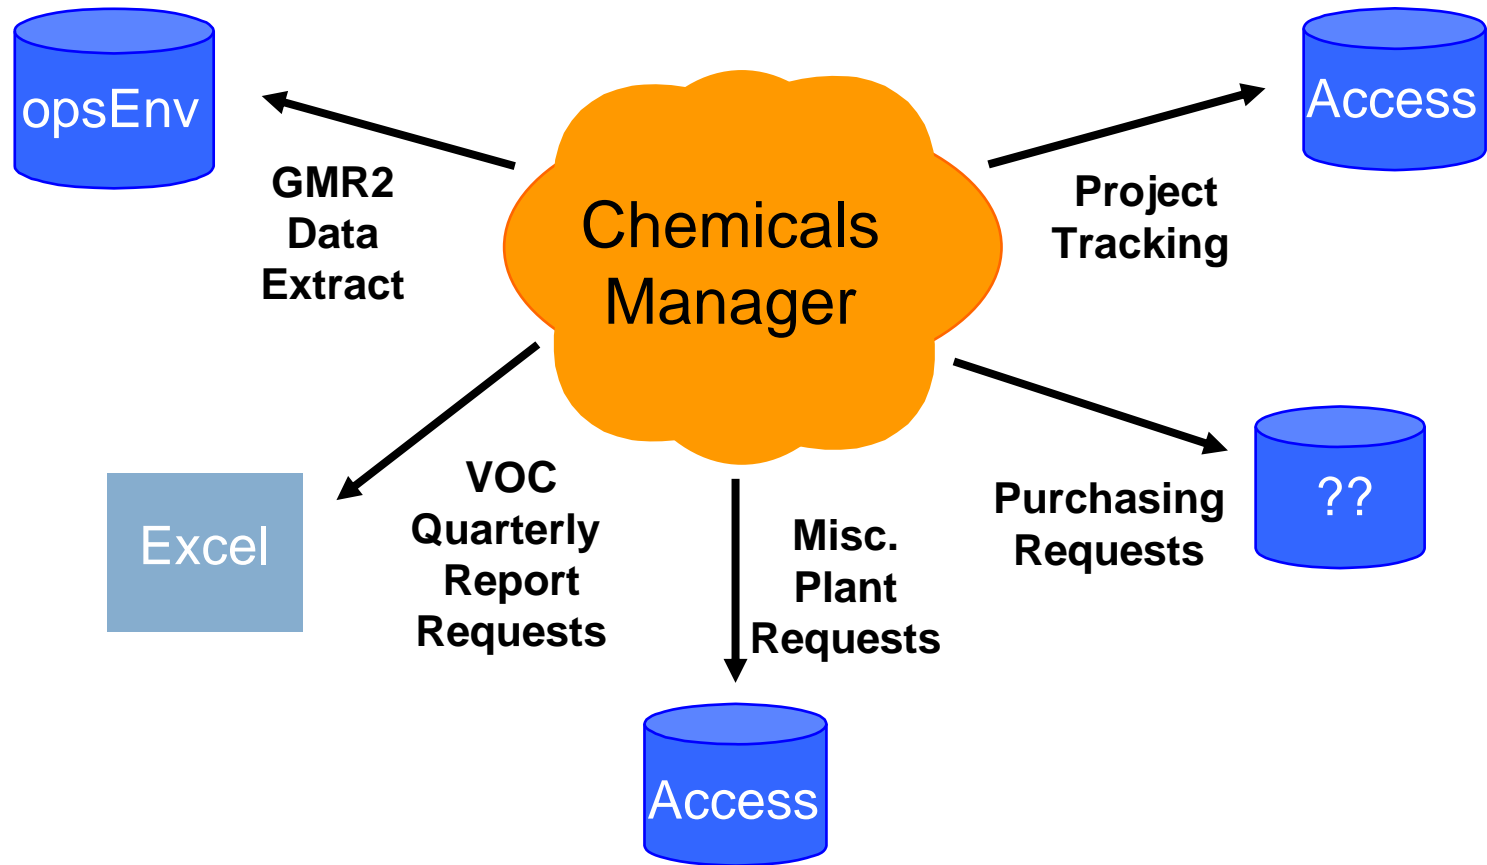 opsEnv
GMR2
Data
Extract
Chemicals
Manager
Access
Project
Tracking
Excel
VOC
Quarterly
Report
Requests
Misc.
Plant
Requests
Purchasing
Requests
??
Access